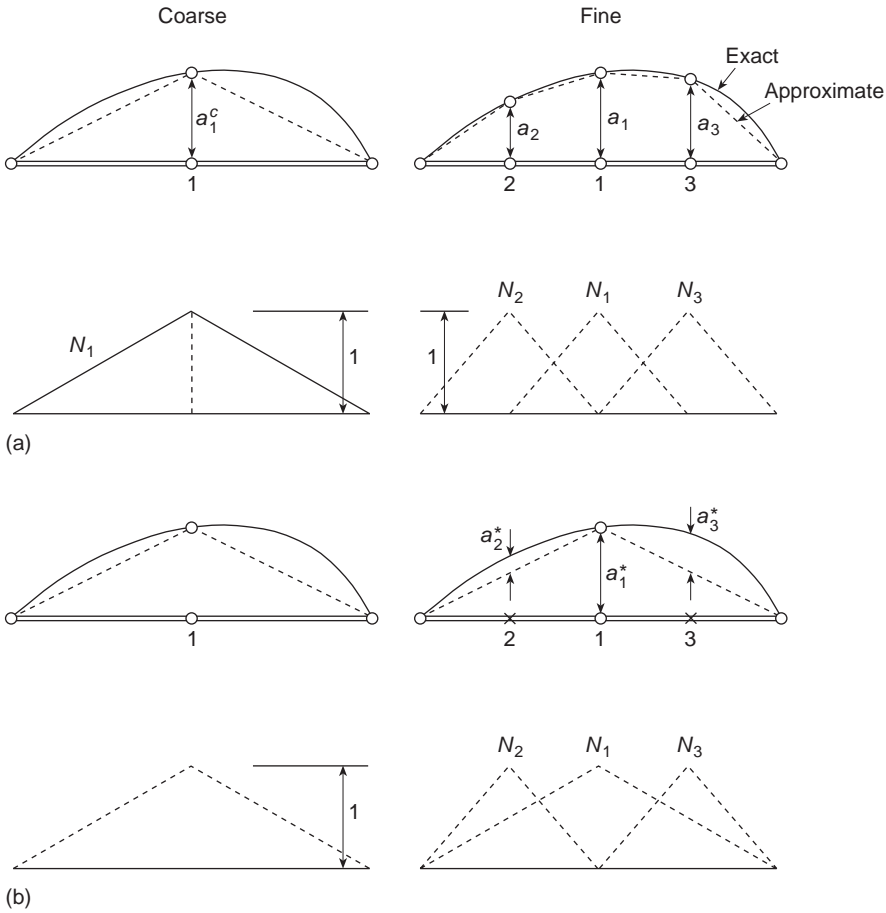 Coarse Fine
Exact
Approximate
a₁ᶜ a₂ a₁ a₃
1 2 1 3
N₁ 1 1 N₂ N₁ N₃
(a)
a₂* a₁* a₃*
1 2 1 3
1 N₂ N₁ N₃
(b)